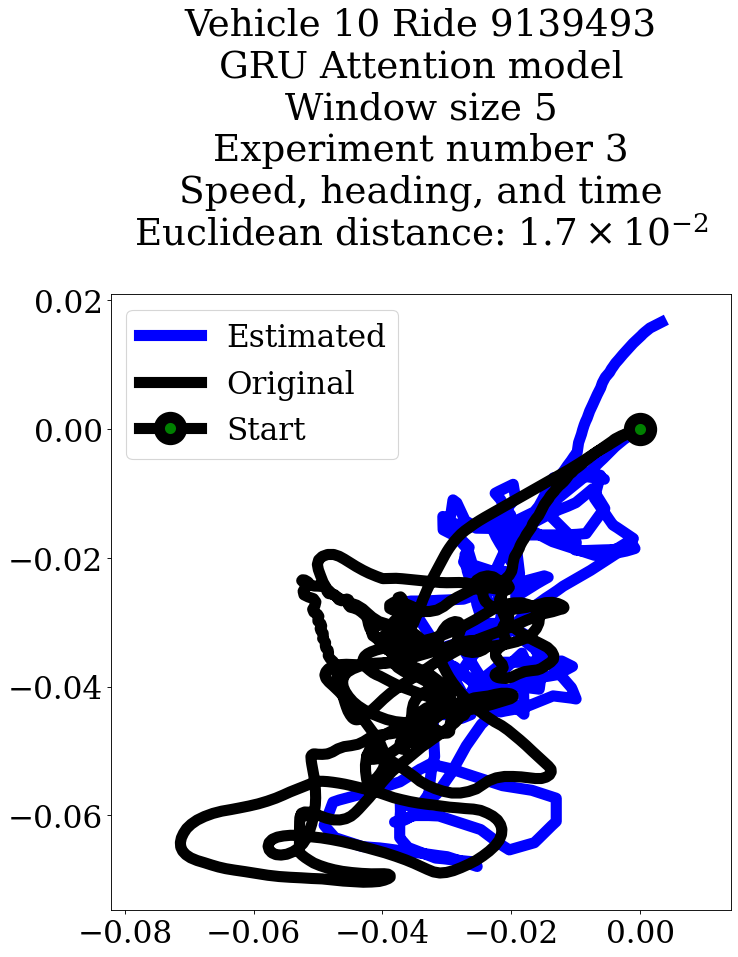 Vehicle 10 Ride 9139493
GRU Attention model
Window size 5
Experiment number 3
Speed, heading, and time
Euclidean distance: 1.7 × 10⁻²
0.02
Estimated
Original
0.00
Start
−0.02
−0.04
−0.06
−0.08 −0.06 −0.04 −0.02 0.00